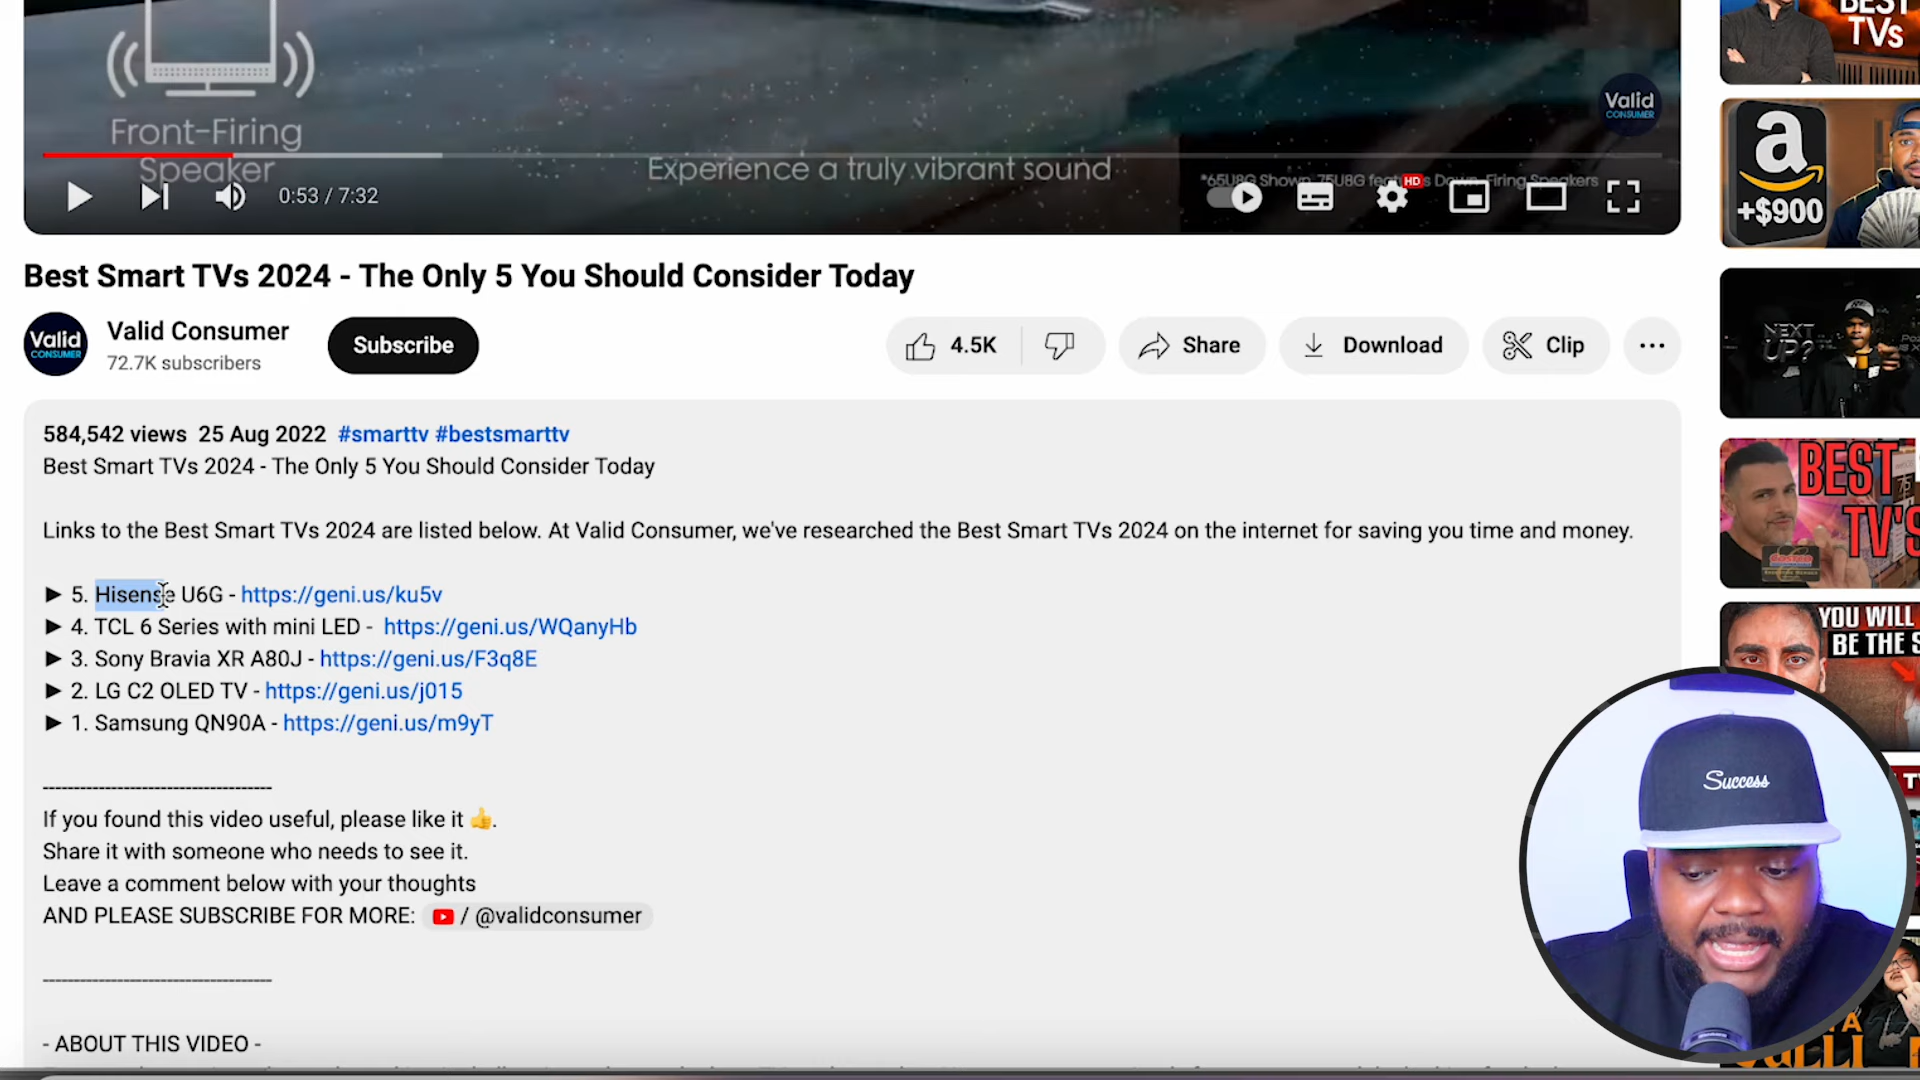 Front-Firing
Speaker
Experience a truly vibrant sound
Valid
CONSUMER
*65U8G Shown. 75U8G
Firing Speakers
HD
0:53 / 7:32
Best Smart TVs 2024 - The Only 5 You Should Consider Today
Valid
CONSUMER
Valid Consumer
72.7K subscribers
Subscribe
4.5K
Share
Download
Clip
584,542 views 25 Aug 2022 #smarttv #bestsmarttv
Best Smart TVs 2024 - The Only 5 You Should Consider Today
Links to the Best Smart TVs 2024 are listed below. At Valid Consumer, we've researched the Best Smart TVs 2024 on the internet for saving you time and money.
► 5. Hisense U6G - https://geni.us/ku5v
► 4. TCL 6 Series with mini LED - https://geni.us/WQanyHb
► 3. Sony Bravia XR A80J - https://geni.us/F3q8E
► 2. LG C2 OLED TV - https://geni.us/j015
► 1. Samsung QN90A - https://geni.us/m9yT
------------------------------------
If you found this video useful, please like it 👍.
Share it with someone who needs to see it.
Leave a comment below with your thoughts
AND PLEASE SUBSCRIBE FOR MORE: / @validconsumer
------------------------------------
- ABOUT THIS VIDEO -
BEST
TVs
a
+$900
NEXT
UP?
BEST
TV'S
YOU WILL
BE THE
Success